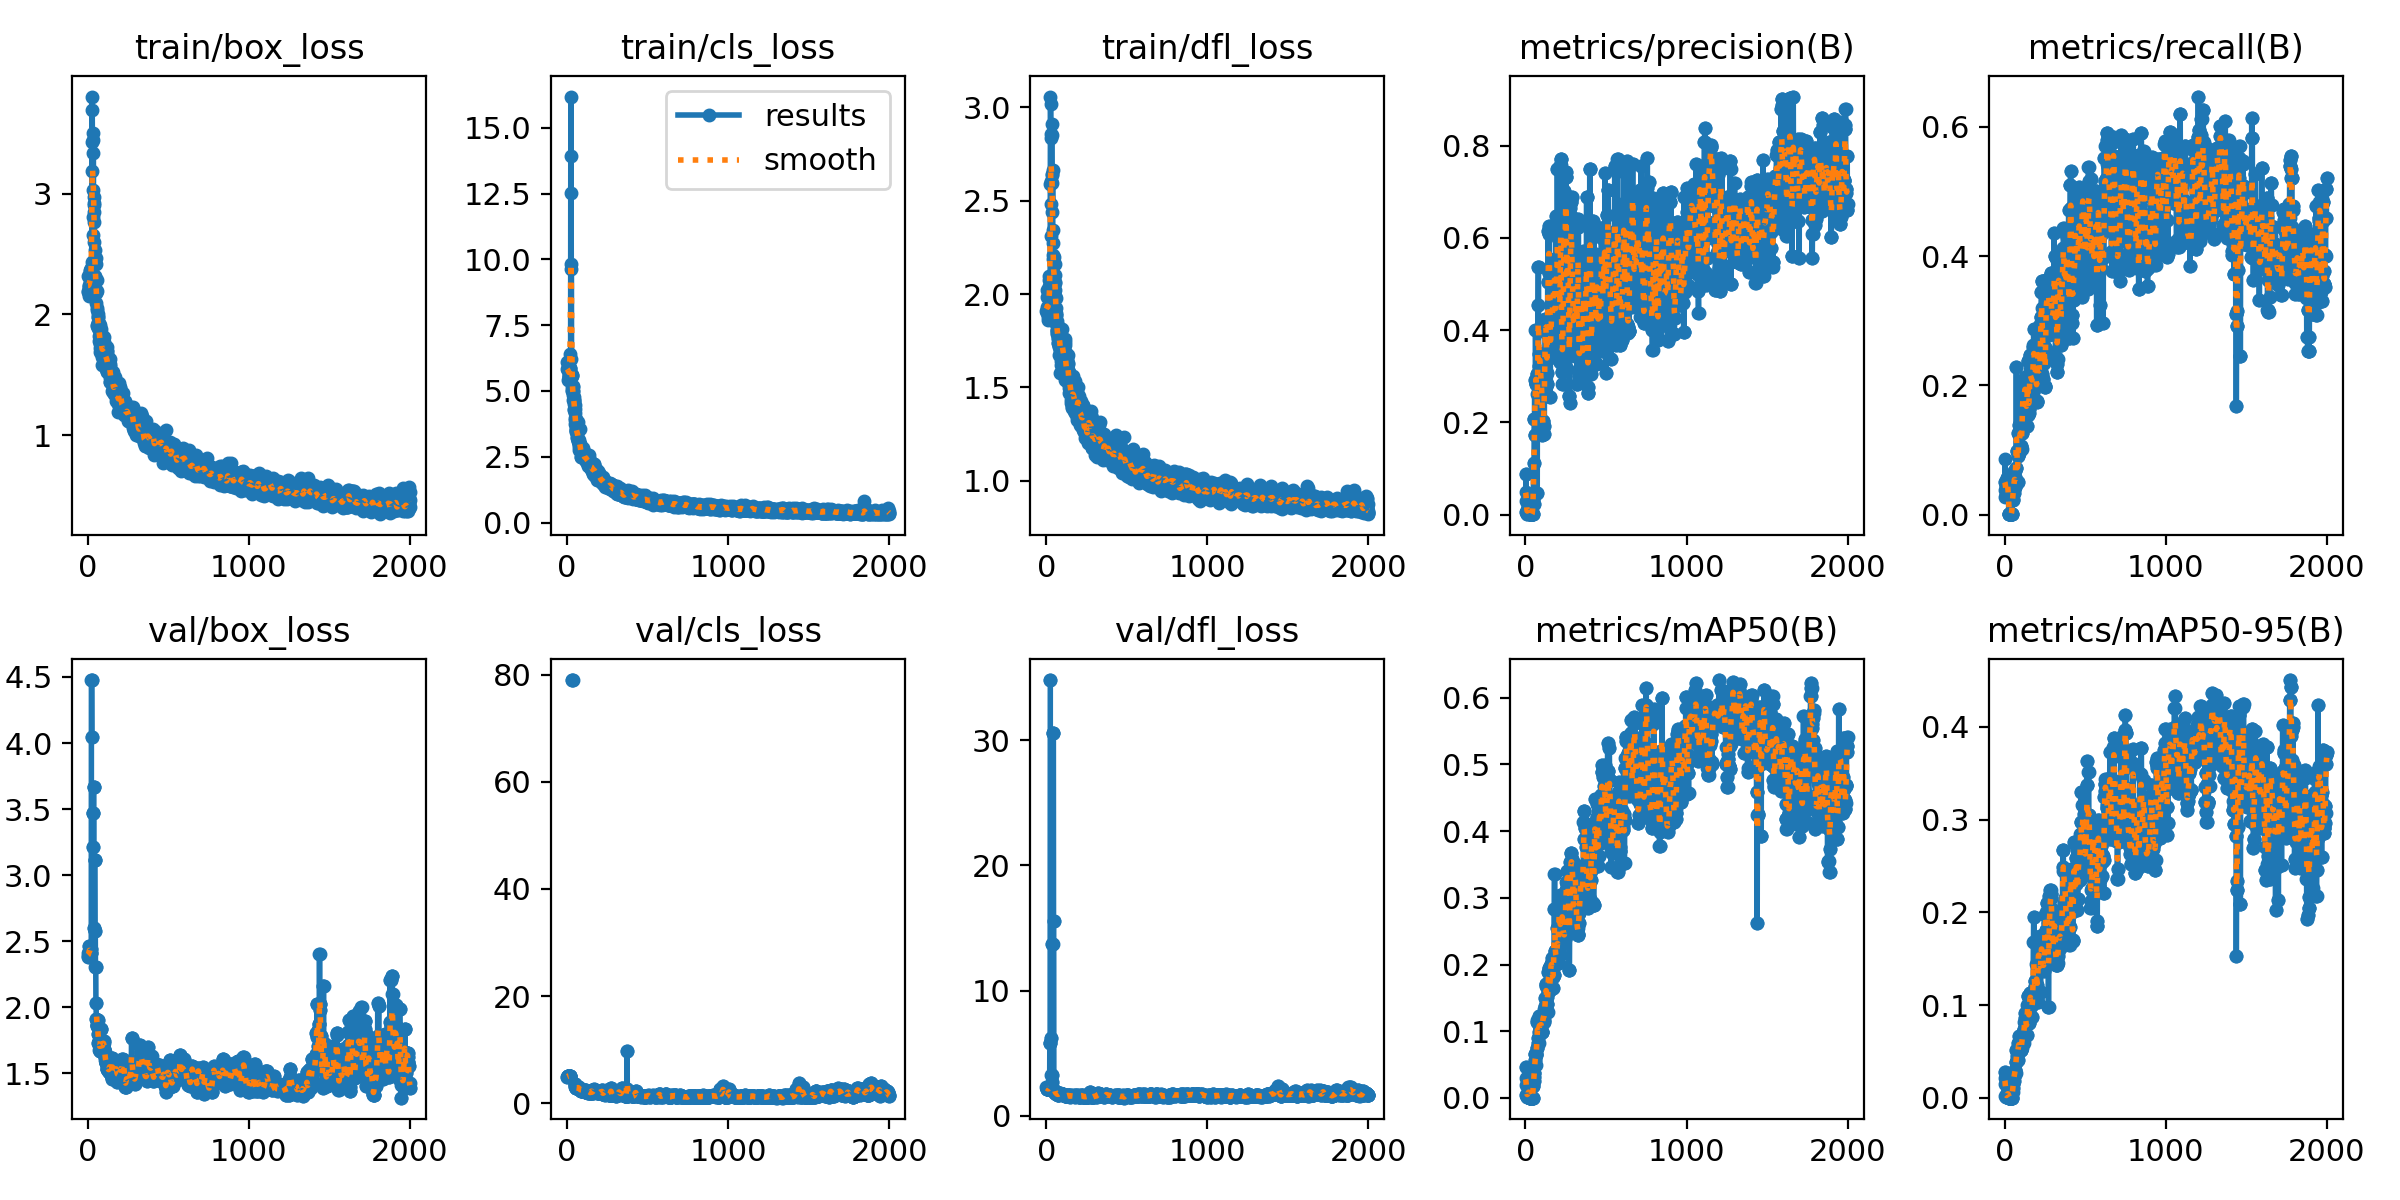 train/box_loss
train/cls_loss
train/dfl_loss
metrics/precision(B)
metrics/recall(B)
3
2
1
0 1000 2000
15.0
12.5
10.0
7.5
5.0
2.5
0.0
results
smooth
0 1000 2000
3.0
2.5
2.0
1.5
1.0
0 1000 2000
0.8
0.6
0.4
0.2
0.0
0 1000 2000
0.6
0.4
0.2
0.0
0 1000 2000
val/box_loss
val/cls_loss
val/dfl_loss
metrics/mAP50(B)
metrics/mAP50-95(B)
4.5
4.0
3.5
3.0
2.5
2.0
1.5
0 1000 2000
80
60
40
20
0
0 1000 2000
30
20
10
0
0 1000 2000
0.6
0.5
0.4
0.3
0.2
0.1
0.0
0 1000 2000
0.4
0.3
0.2
0.1
0.0
0 1000 2000